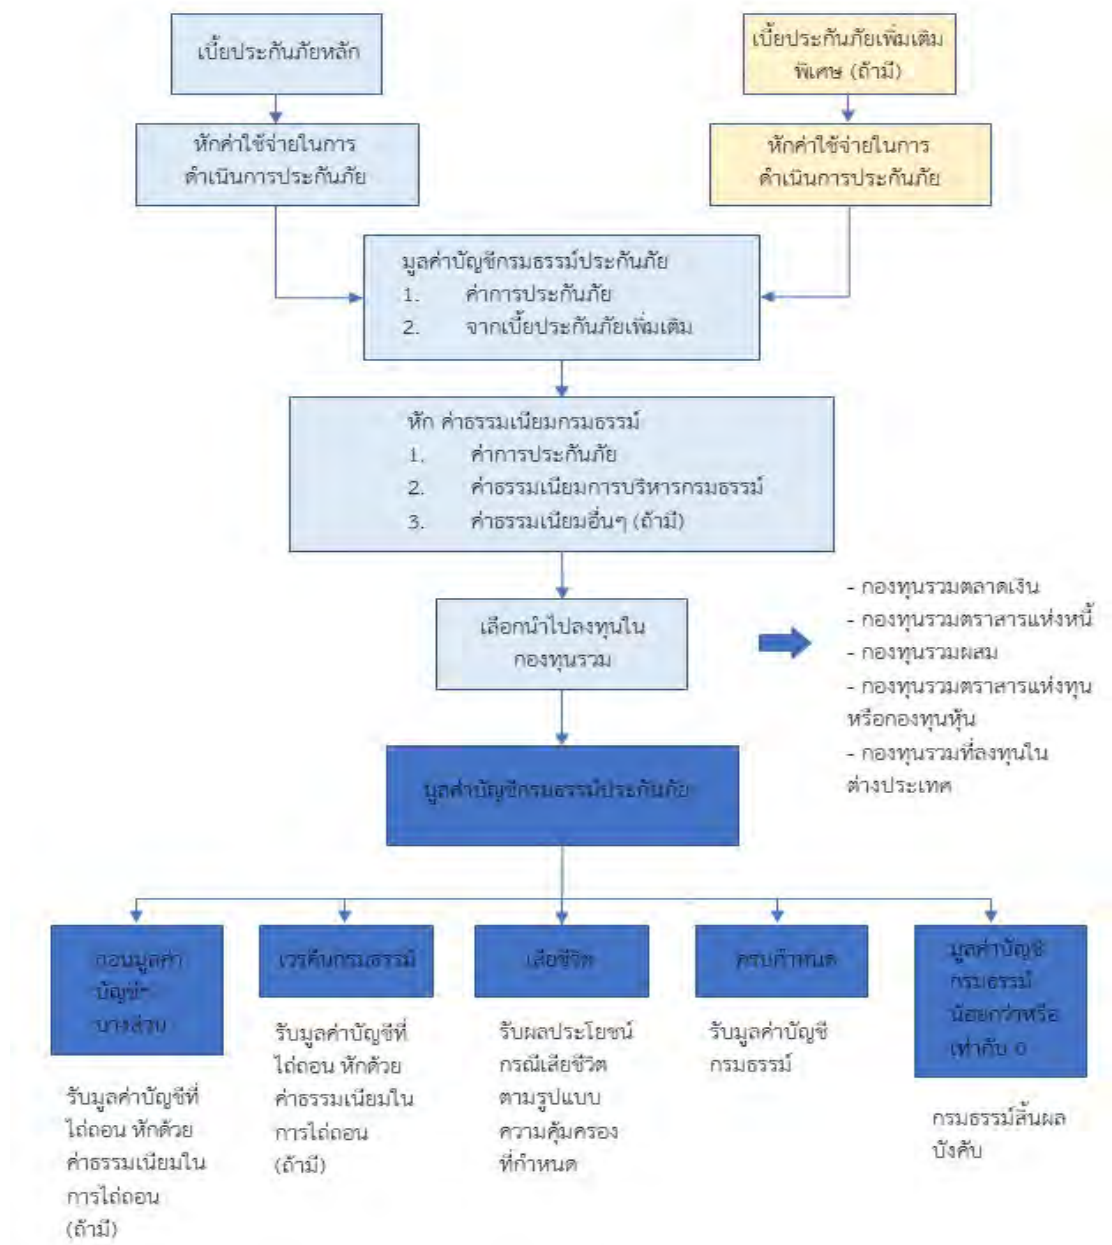 เบี้ยประกันภัยหลัก
เบี้ยประกันภัยเพิ่มเติม
พิเศษ (ถ้ามี)
หักค่าใช้จ่ายในการ
ดำเนินการประกันภัย
หักค่าใช้จ่ายในการ
ดำเนินการประกันภัย
มูลค่าบัญชีกรมธรรม์ประกันภัย
1. ค่าการประกันภัย
2. จากเบี้ยประกันภัยเพิ่มเติม
หัก ค่าธรรมเนียมกรมธรรม์
1. ค่าการประกันภัย
2. ค่าธรรมเนียมการบริหารกรมธรรม์
3. ค่าธรรมเนียมอื่นๆ (ถ้ามี)
เลือกนำไปลงทุนใน
กองทุนรวม
- กองทุนรวมตลาดเงิน
- กองทุนรวมตราสารแห่งหนี้
- กองทุนรวมผสม
- กองทุนรวมตราสารแห่งทุน
หรือกองทุนหุ้น
- กองทุนรวมที่ลงทุนใน
ต่างประเทศ
มูลค่าบัญชีกรมธรรม์ประกันภัย
ถอนมูลค่า
บัญชีฯ
บางส่วน
รับมูลค่าบัญชีที่
ไถ่ถอน หักด้วย
ค่าธรรมเนียมใน
การไถ่ถอน
(ถ้ามี)
เวรคืนกรมธรรม์
รับมูลค่าบัญชีที่
ไถ่ถอน หักด้วย
ค่าธรรมเนียมใน
การไถ่ถอน
(ถ้ามี)
เสียชีวิต
รับผลประโยชน์
กรณีเสียชีวิต
ตามรูปแบบ
ความคุ้มครอง
ที่กำหนด
ครบกำหนด
รับมูลค่าบัญชี
กรมธรรม์
มูลค่าบัญชี
กรมธรรม์
น้อยกว่าหรือ
เท่ากับ 0
กรมธรรม์สิ้นผล
บังคับ